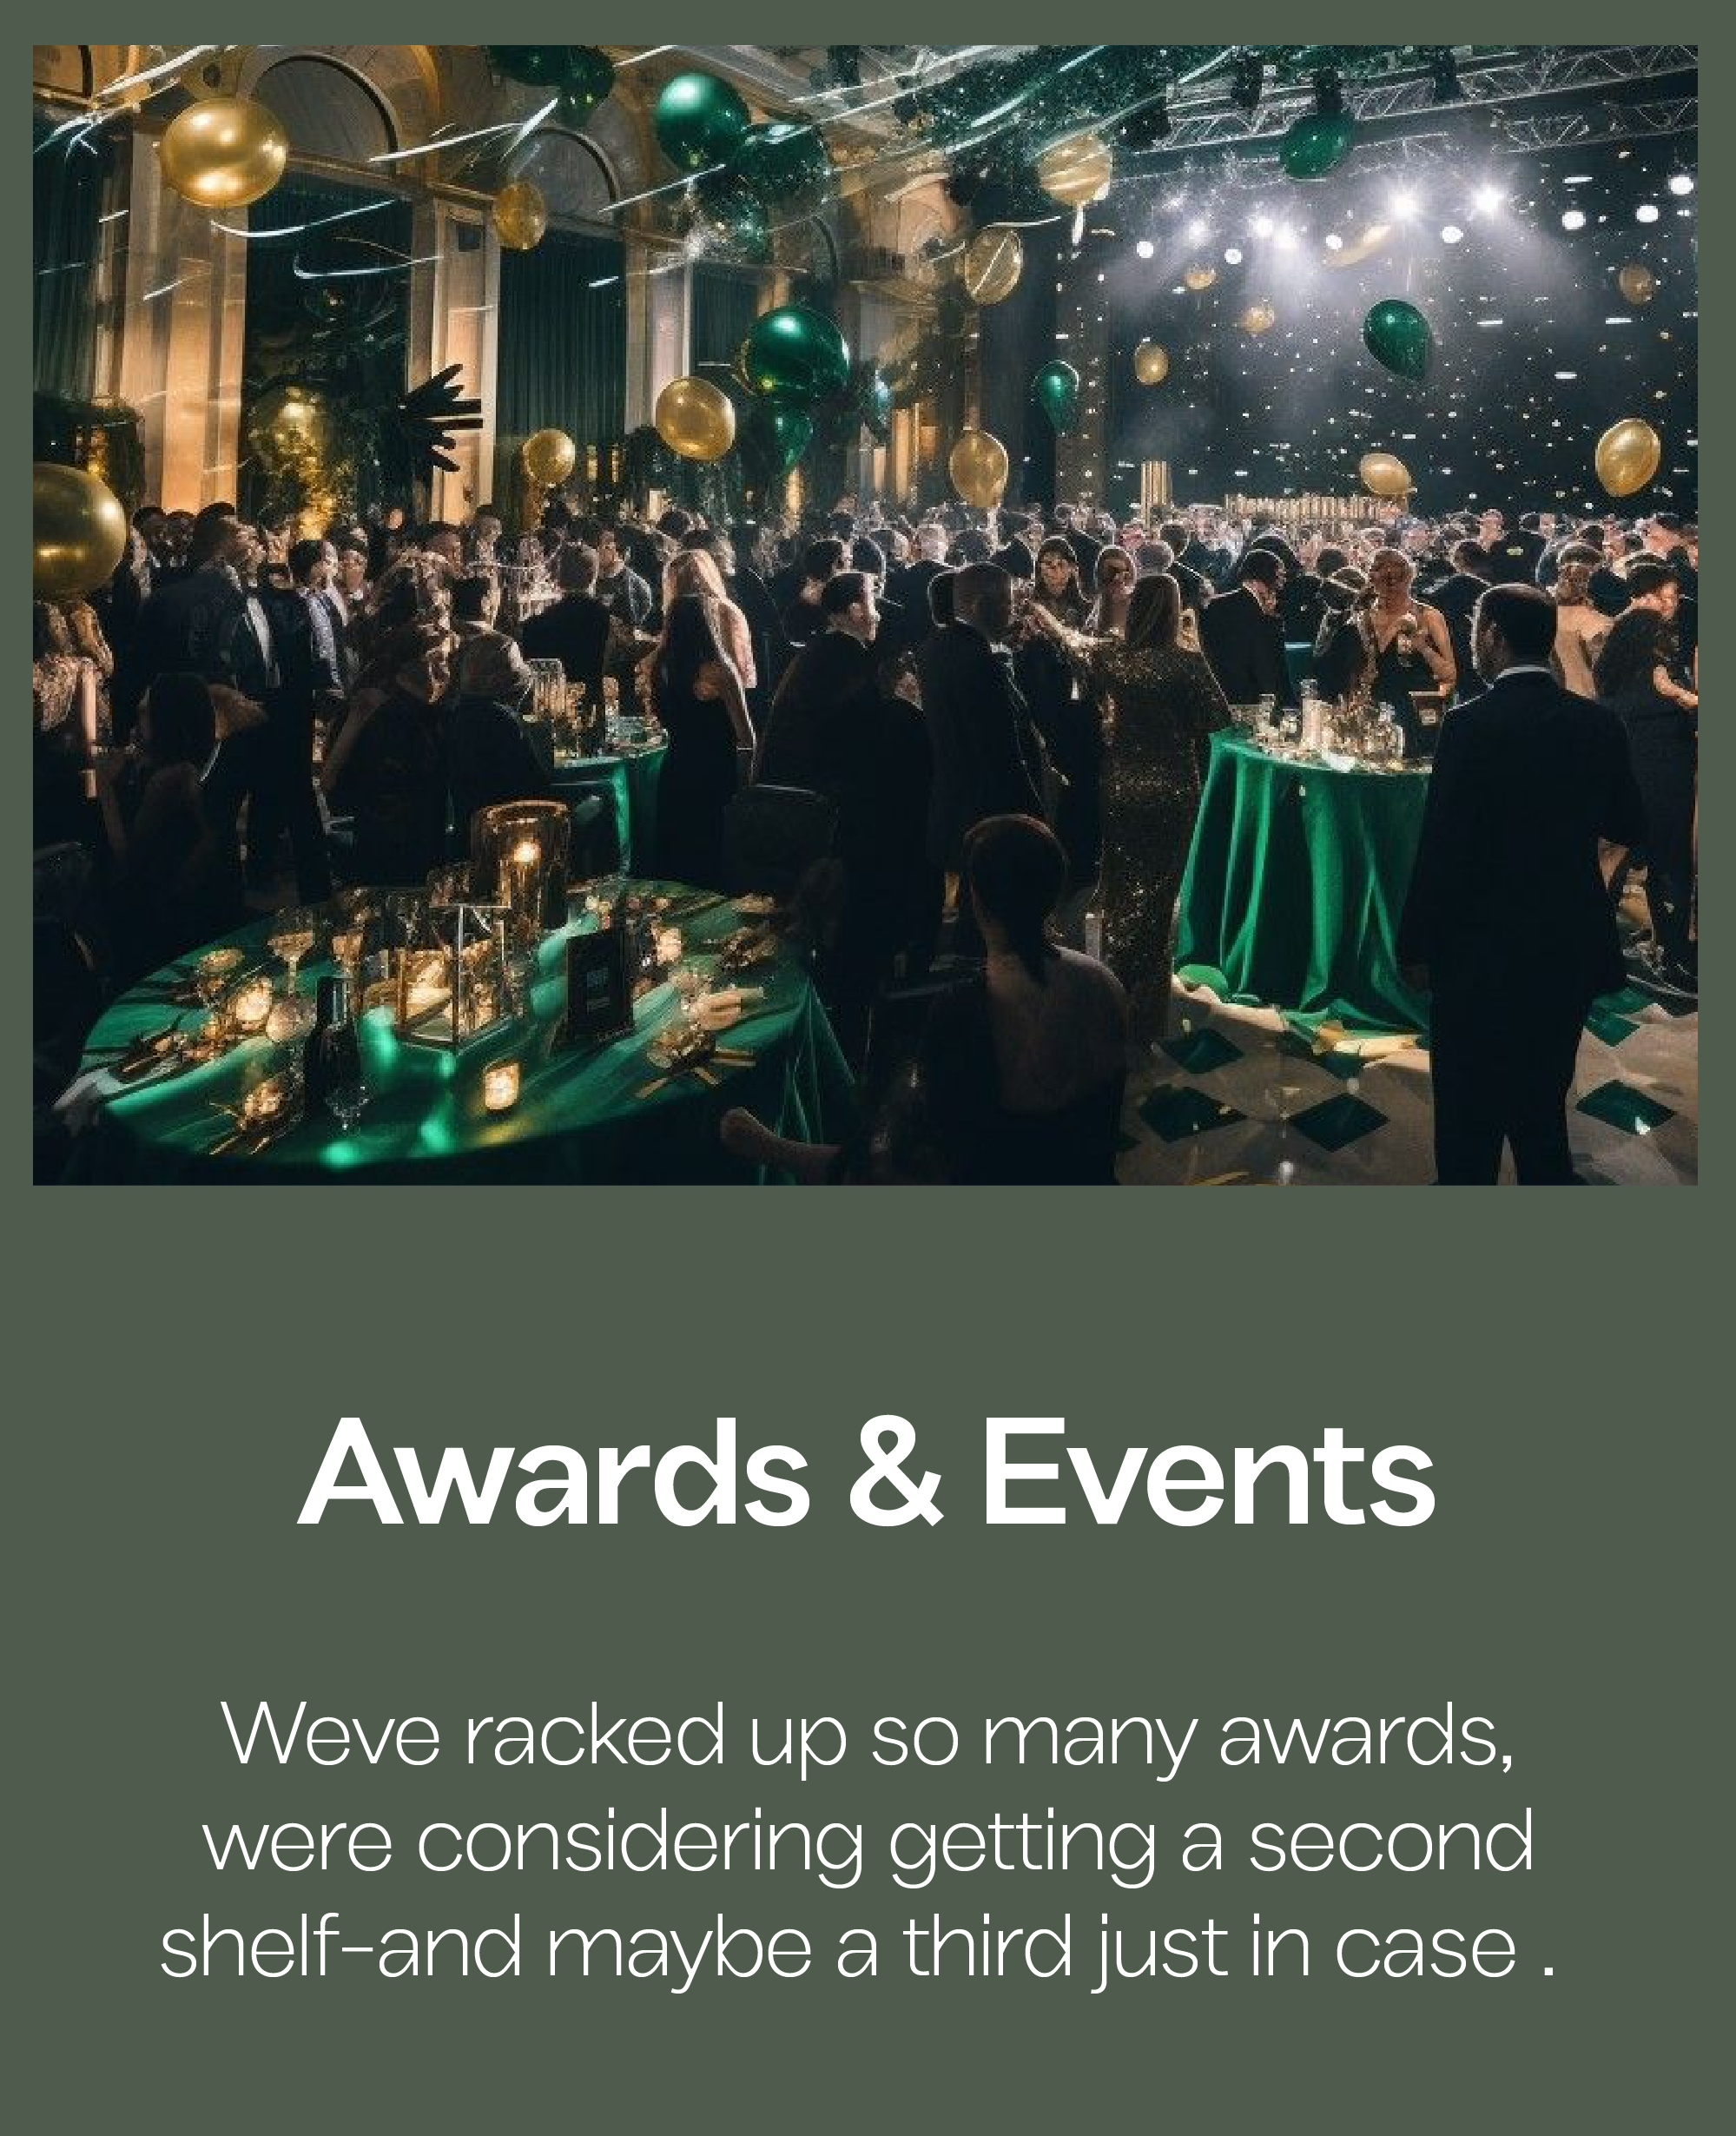 Awards & Events
Weve racked up so many awards,
were considering getting a second
shelf-and maybe a third just in case .